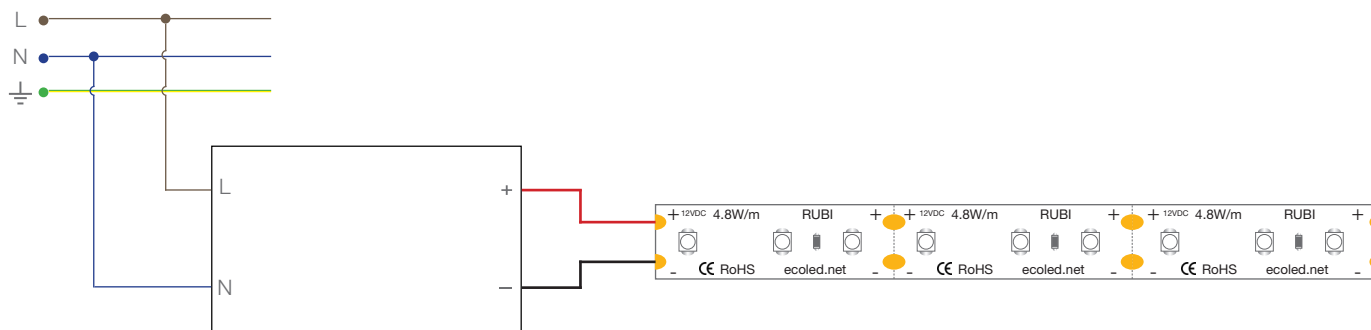 L
N
L
N
+
–
+ 12VDC 4.8W/m RUBI +
- CE RoHS ecoled.net -
+ 12VDC 4.8W/m RUBI +
- CE RoHS ecoled.net -
+ 12VDC 4.8W/m RUBI +
- CE RoHS ecoled.net -